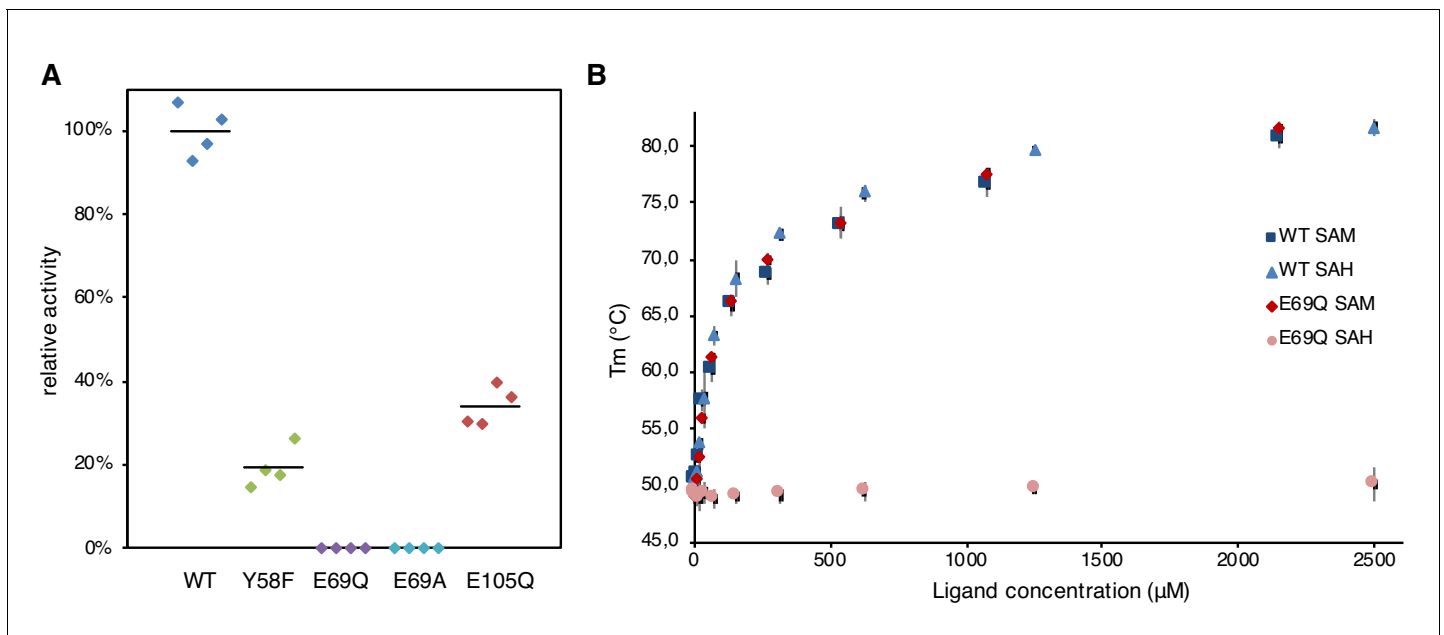 A
100%
80%
60%
40%
20%
0%
relative activity
WT Y58F E69Q E69A E105Q
B
80,0
75,0
70,0
65,0
60,0
55,0
50,0
45,0
Tm (°C)
0 500 1000 1500 2000 2500
Ligand concentration (µM)
WT SAM
WT SAH
E69Q SAM
E69Q SAH